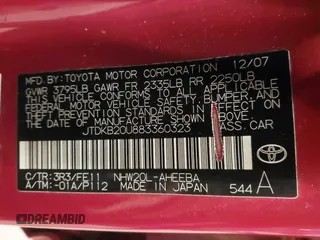 MFD. BY: TOYOTA MOTOR CORPORATION 12/07
GVWR 3795LB GAWR FR 2335LB RR 2250LB
THIS VEHICLE CONFORMS TO ALL APPLICABLE
FEDERAL MOTOR VEHICLE SAFETY, BUMPER,
AND THEFT PREVENTION STANDARDS IN EFFECT ON
THE DATE OF MANUFACTURE SHOWN ABOVE.
JTDKB20U883360323 PASS. CAR
C/TR: 3R3/FE11 NHW20L-AHEEBA
A/TM: -01A/P112 MADE IN JAPAN 544 A
TOYOTA
DREAMBID